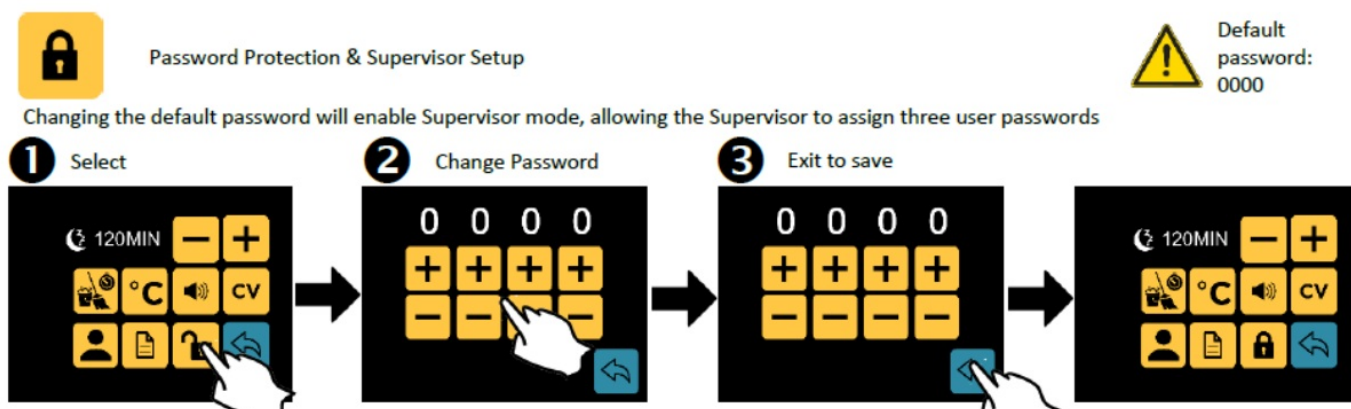 Password Protection & Supervisor Setup
Default
password:
0000
Changing the default password will enable Supervisor mode, allowing the Supervisor to assign three user passwords
1 Select
2 Change Password
3 Exit to save
120MIN − +
°C CV
0 0 0 0
+ + + +
− − −
0 0 0 0
+ + + +
− − − −
120MIN − +
°C CV